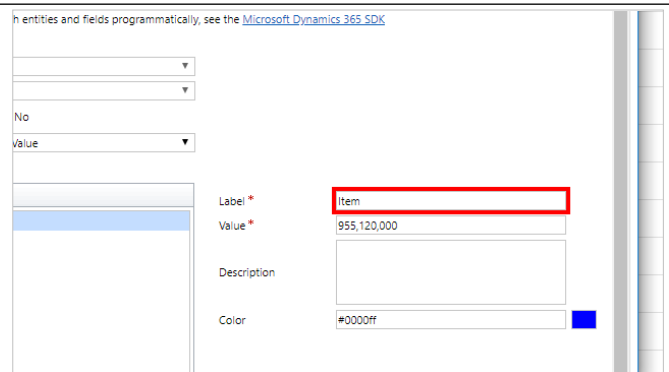 h entities and fields programmatically, see the Microsoft Dynamics 365 SDK
No
Value
Label *
Item
Value *
955,120,000
Description
Color
#0000ff